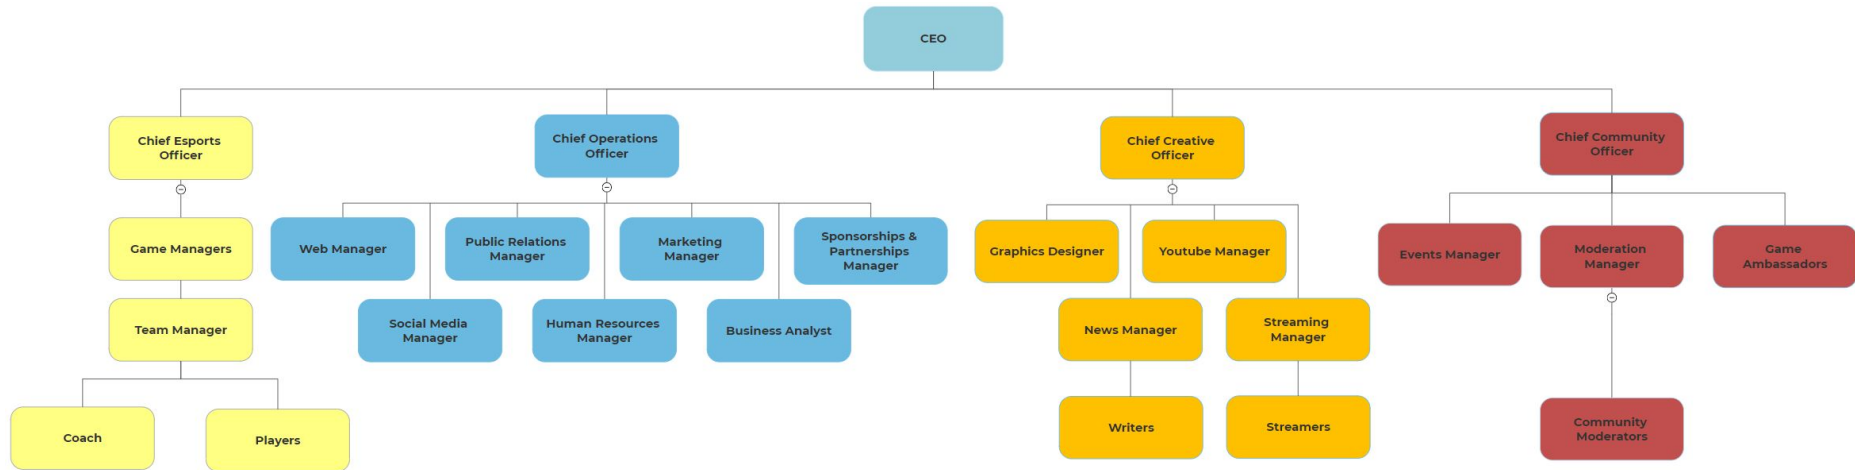 CEO
Chief Esports
Officer
Chief Operations
Officer
Chief Creative
Officer
Chief Community
Officer
Game Managers
Web Manager
Public Relations
Manager
Marketing
Manager
Sponsorships &
Partnerships
Manager
Graphics Designer
Youtube Manager
Events Manager
Moderation
Manager
Game
Ambassadors
Team Manager
Social Media
Manager
Human Resources
Manager
Business Analyst
News Manager
Streaming
Manager
Coach
Players
Writers
Streamers
Community
Moderators